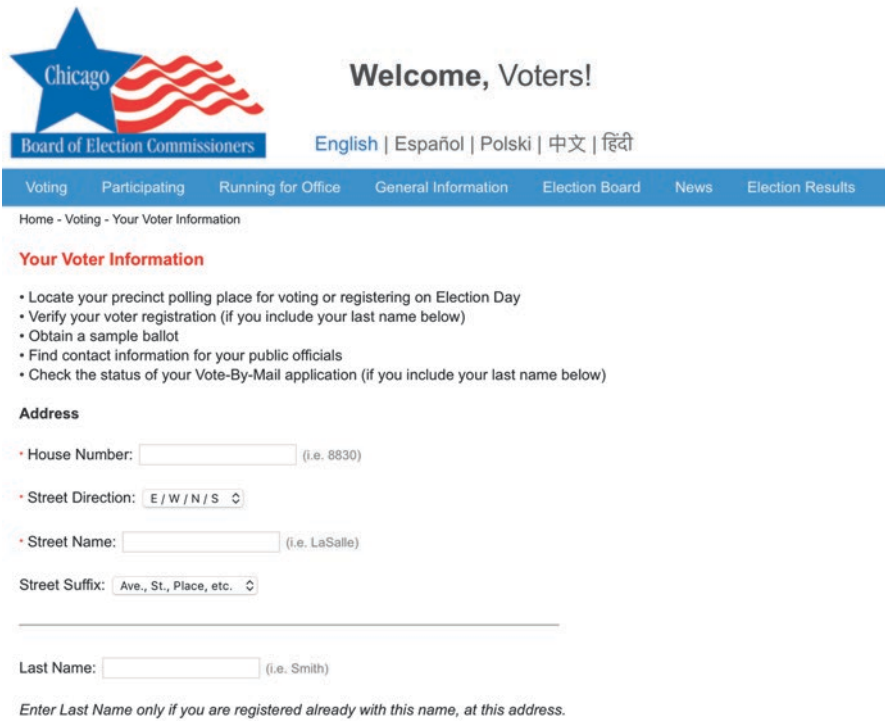 Chicago
Board of Election Commissioners
Welcome, Voters!
English | Español | Polski | 中文 | हिंदी
Voting Participating Running for Office General Information Election Board News Election Results
Home - Voting - Your Voter Information
Your Voter Information
• Locate your precinct polling place for voting or registering on Election Day
• Verify your voter registration (if you include your last name below)
• Obtain a sample ballot
• Find contact information for your public officials
• Check the status of your Vote-By-Mail application (if you include your last name below)
Address
* House Number: (i.e. 8830)
* Street Direction: E / W / N / S
* Street Name: (i.e. LaSalle)
Street Suffix: Ave., St., Place, etc.
Last Name: (i.e. Smith)
Enter Last Name only if you are registered already with this name, at this address.